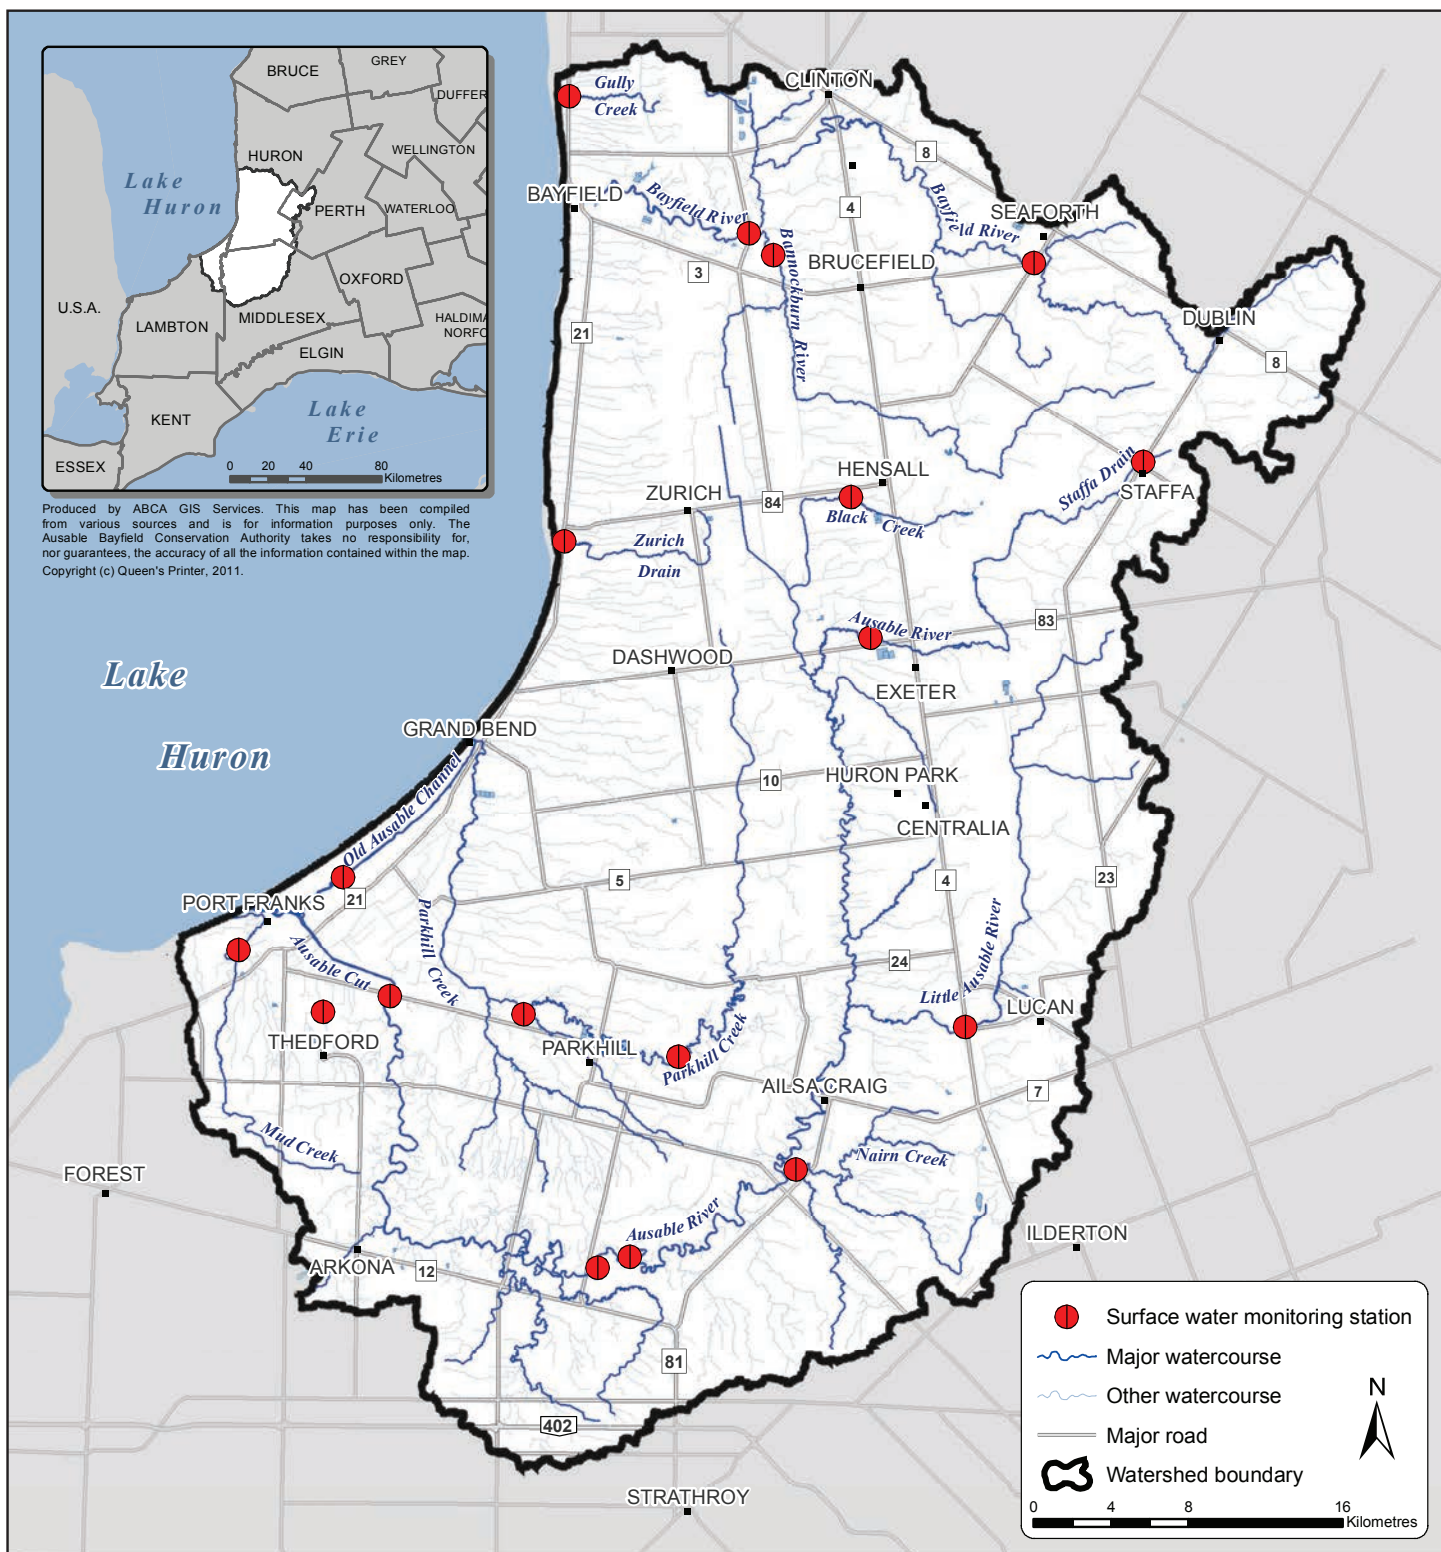 BRUCE
GREY
DUFFER
WELLINGTON
HURON
Lake
Huron
PERTH
WATERLOO
OXFORD
U.S.A.
LAMBTON
MIDDLESEX
HALDIMA
NORFO
ELGIN
KENT
Lake
Erie
ESSEX
0 20 40 80
Kilometres
Produced by ABCA GIS Services. This map has been compiled
from various sources and is for information purposes only. The
Ausable Bayfield Conservation Authority takes no responsibility for,
nor guarantees, the accuracy of all the information contained within the map.
Copyright (c) Queen's Printer, 2011.
Gully
Creek
CLINTON
8
BAYFIELD
Bayfield River
4
Bayfield River
SEAFORTH
3
Bannockburn River
BRUCEFIELD
21
DUBLIN
8
HENSALL
ZURICH
84
Black Creek
Staffa Drain
STAFFA
Zurich
Drain
Ausable River
83
DASHWOOD
EXETER
Lake
Huron
GRAND BEND
Old Ausable Channel
10
HURON PARK
CENTRALIA
5
4
23
21
PORT FRANKS
Ausable Cut
Parkhill Creek
24
Little Ausable River
LUCAN
THEDFORD
PARKHILL
Parkhill Creek
AILSA CRAIG
7
Mud Creek
Nairn Creek
FOREST
Ausable River
ILDERTON
ARKONA
12
81
402
STRATHROY
Surface water monitoring station
Major watercourse
Other watercourse
Major road
Watershed boundary
N
0 4 8 16
Kilometres